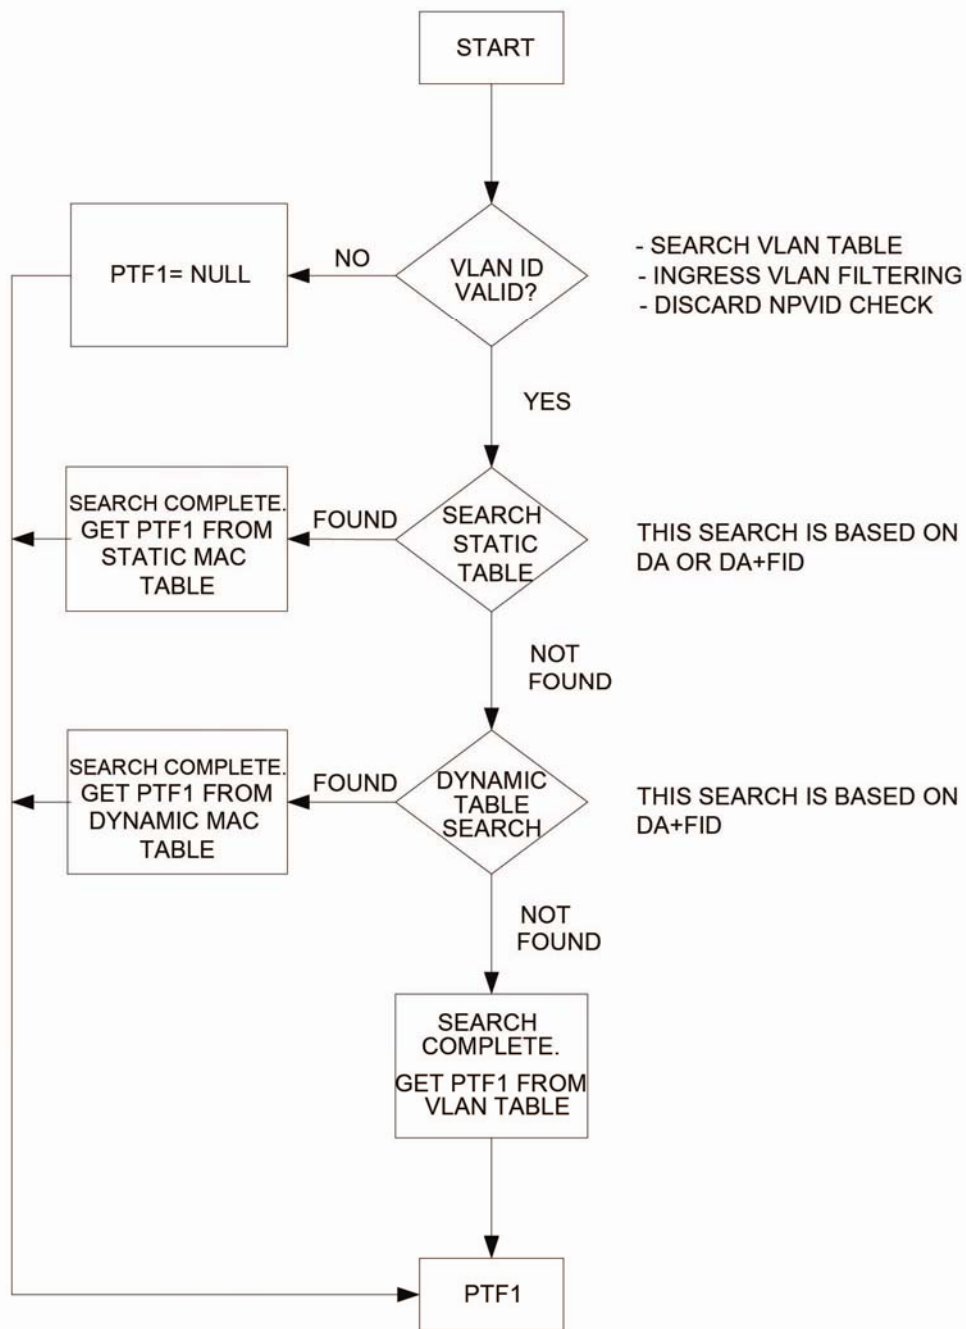 START
PTF1= NULL
NO
VLAN ID
VALID?
- SEARCH VLAN TABLE
- INGRESS VLAN FILTERING
- DISCARD NPVID CHECK
YES
SEARCH COMPLETE.
GET PTF1 FROM
STATIC MAC
TABLE
FOUND
SEARCH
STATIC
TABLE
THIS SEARCH IS BASED ON
DA OR DA+FID
NOT
FOUND
SEARCH COMPLETE.
GET PTF1 FROM
DYNAMIC MAC
TABLE
FOUND
DYNAMIC
TABLE
SEARCH
THIS SEARCH IS BASED ON
DA+FID
NOT
FOUND
SEARCH
COMPLETE.
GET PTF1 FROM
VLAN TABLE
PTF1